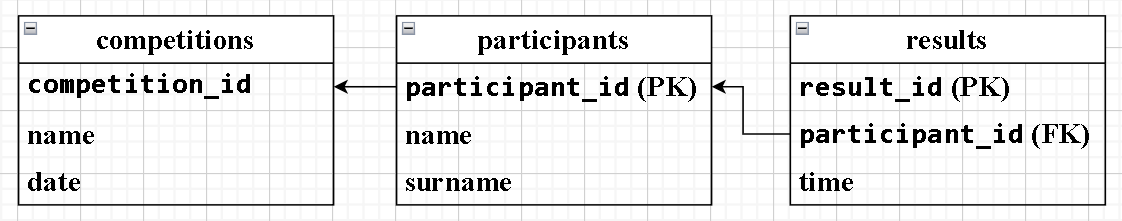 competitions
competition_id
name
date
participants
participant_id (PK)
name
surname
results
result_id (PK)
participant_id (FK)
time